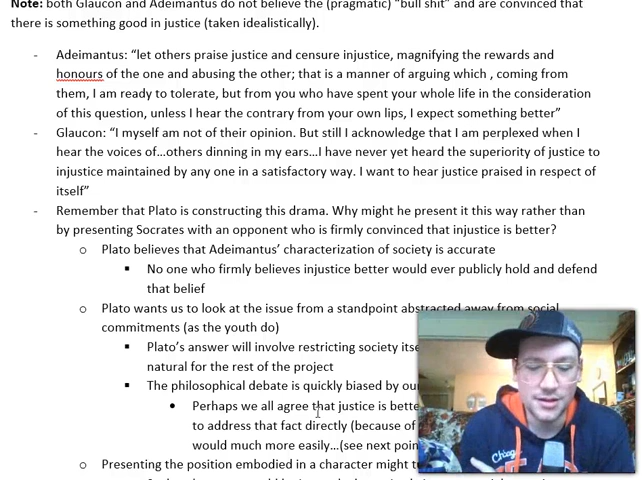 Note: both Glaucon and Adeimantus do not believe the (pragmatic) "bull shit" and are convinced that
there is something good in justice (taken idealistically).
- Adeimantus: “let others praise justice and censure injustice, magnifying the rewards and
honours of the one and abusing the other; that is a manner of arguing which , coming from
them, I am ready to tolerate, but from you who have spent your whole life in the consideration
of this question, unless I hear the contrary from your own lips, I expect something better”
- Glaucon: “I myself am not of their opinion. But still I acknowledge that I am perplexed when I
hear the voices of…others dinning in my ears…I have never yet heard the superiority of justice to
injustice maintained by any one in a satisfactory way. I want to hear justice praised in respect of
itself”
- Remember that Plato is constructing this drama. Why might he present it this way rather than
by presenting Socrates with an opponent who is firmly convinced that injustice is better?
o Plato believes that Adeimantus’ characterization of society is accurate
▪ No one who firmly believes injustice better would ever publicly hold and defend
that belief
o Plato wants us to look at the issue from a standpoint abstracted away from social
commitments (as the youth do)
▪ Plato’s answer will involve restricting society
natural for the rest of the project
▪ The philosophical debate is quickly biased by
• Perhaps we all agree that justice is
to address that fact directly (because of
would much more easily…(see next
o Presenting the position embodied in a character might